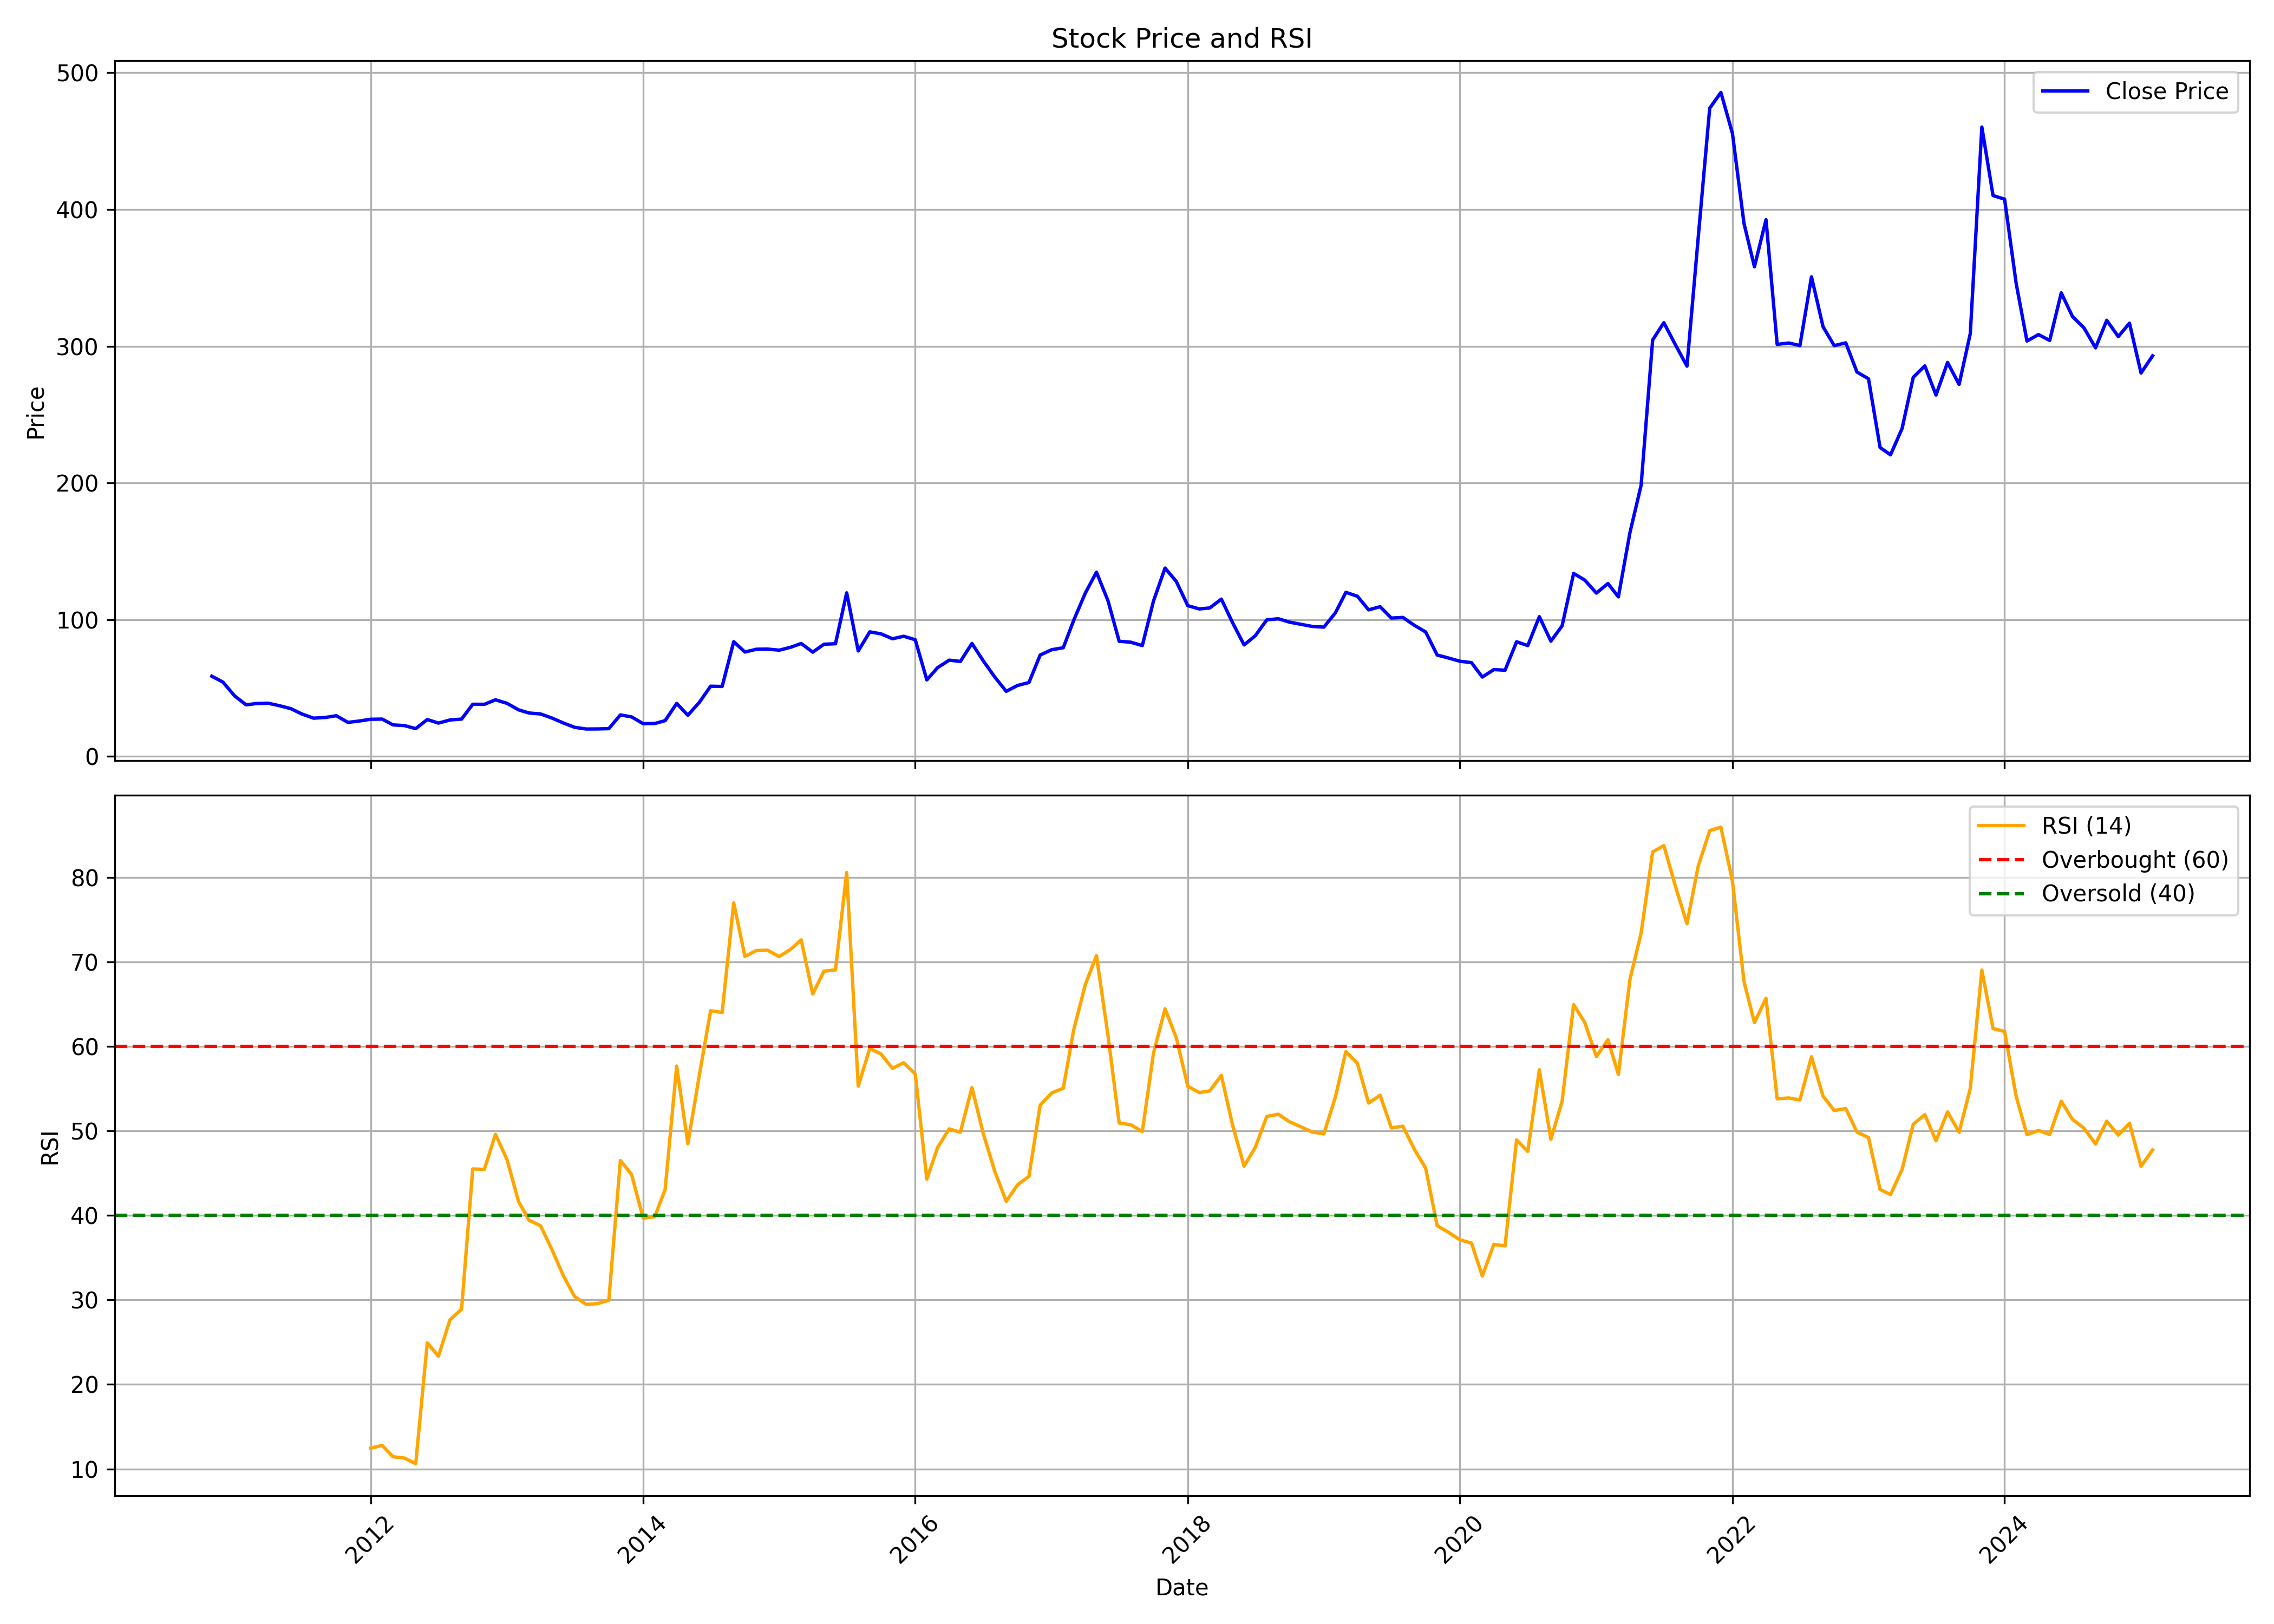 Stock Price and RSI
500
400
300
200
100
0
Price
Close Price
80
70
60
50
40
30
20
10
RSI
RSI (14)
Overbought (60)
Oversold (40)
2012
2014
2016
2018
2020
2022
2024
Date